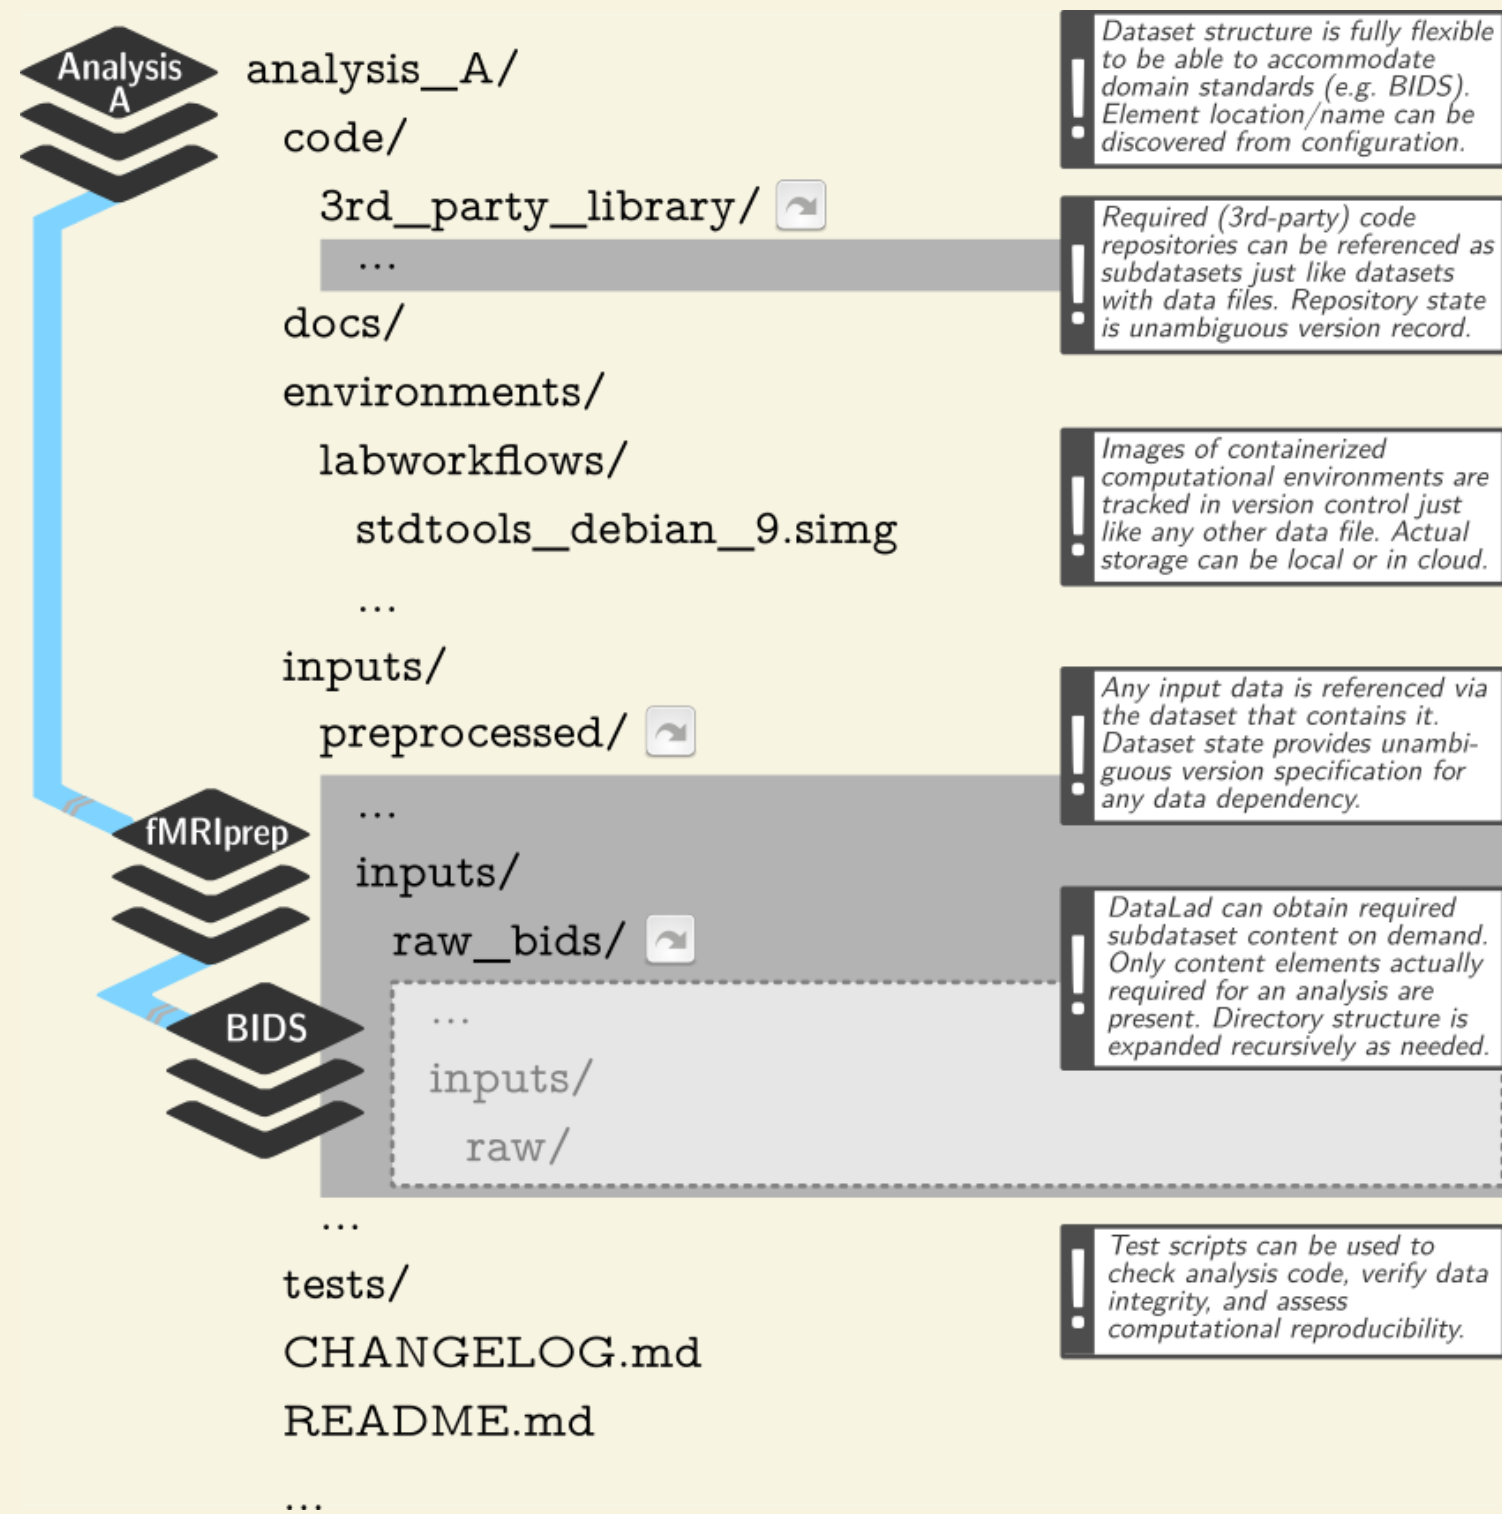 Analysis
A
analysis_A/
code/
3rd_party_library/
...
docs/
environments/
labworkflows/
stdtools_debian_9.simg
...
inputs/
preprocessed/
...
inputs/
raw_bids/
...
inputs/
raw/
...
tests/
CHANGELOG.md
README.md
...
fMRIprep
BIDS
Dataset structure is fully flexible
to be able to accommodate
domain standards (e.g. BIDS).
Element location/name can be
discovered from configuration.
Required (3rd-party) code
repositories can be referenced as
subdatasets just like datasets
with data files. Repository state
is unambiguous version record.
Images of containerized
computational environments are
tracked in version control just
like any other data file. Actual
storage can be local or in cloud.
Any input data is referenced via
the dataset that contains it.
Dataset state provides unambi-
guous version specification for
any data dependency.
DataLad can obtain required
subdataset content on demand.
Only content elements actually
required for an analysis are
present. Directory structure is
expanded recursively as needed.
Test scripts can be used to
check analysis code, verify data
integrity, and assess
computational reproducibility.